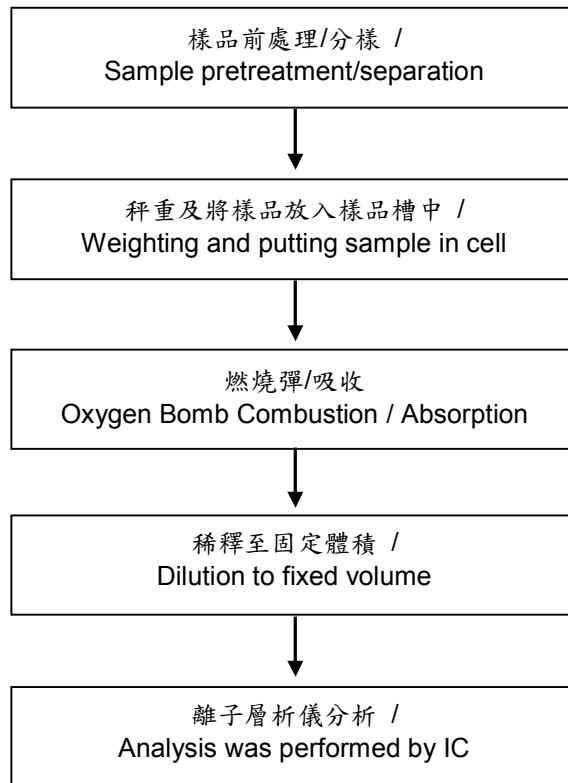 樣品前處理/分樣 /
Sample pretreatment/separation
秤重及將樣品放入樣品槽中 /
Weighting and putting sample in cell
燃燒彈/吸收
Oxygen Bomb Combustion / Absorption
稀釋至固定體積 /
Dilution to fixed volume
離子層析儀分析 /
Analysis was performed by IC